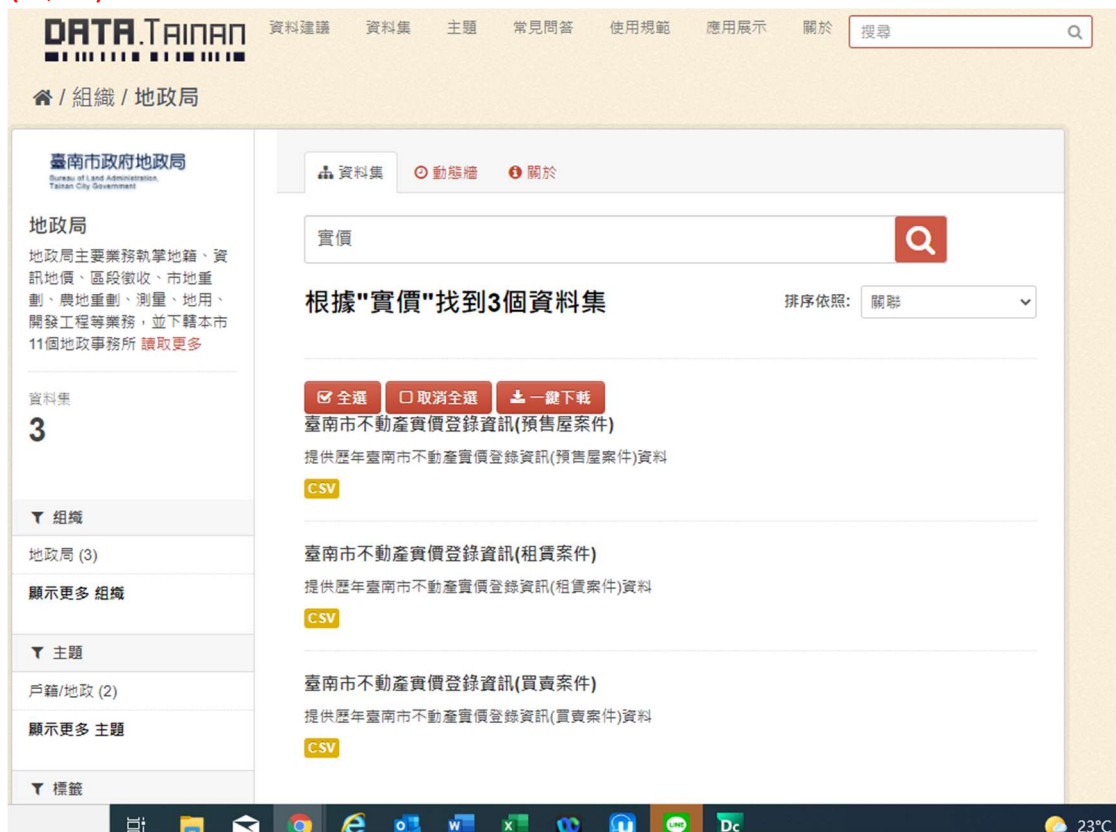 DATA.TAINAN
資料建議 資料集 主題 常見問答 使用規範 應用展示 關於 搜尋
/ 組織 / 地政局
臺南市政府地政局
Bureau of Land Administration,
Tainan City Government
地政局
地政局主要業務執掌地籍、資
訊地價、區段徵收、市地重
劃、農地重劃、測量、地用、
開發工程等業務，並下轄本市
11個地政事務所 讀取更多
資料集
3
組織
地政局 (3)
顯示更多 組織
主題
戶籍/地政 (2)
顯示更多 主題
標籤
資料集 動態牆 關於
實價
根據"實價"找到3個資料集
排序依照: 關聯
全選 取消全選 一鍵下載
臺南市不動產實價登錄資訊(預售屋案件)
提供歷年臺南市不動產實價登錄資訊(預售屋案件)資料
CSV
臺南市不動產實價登錄資訊(租賃案件)
提供歷年臺南市不動產實價登錄資訊(租賃案件)資料
CSV
臺南市不動產實價登錄資訊(買賣案件)
提供歷年臺南市不動產實價登錄資訊(買賣案件)資料
CSV
LINE
Dc
23°C